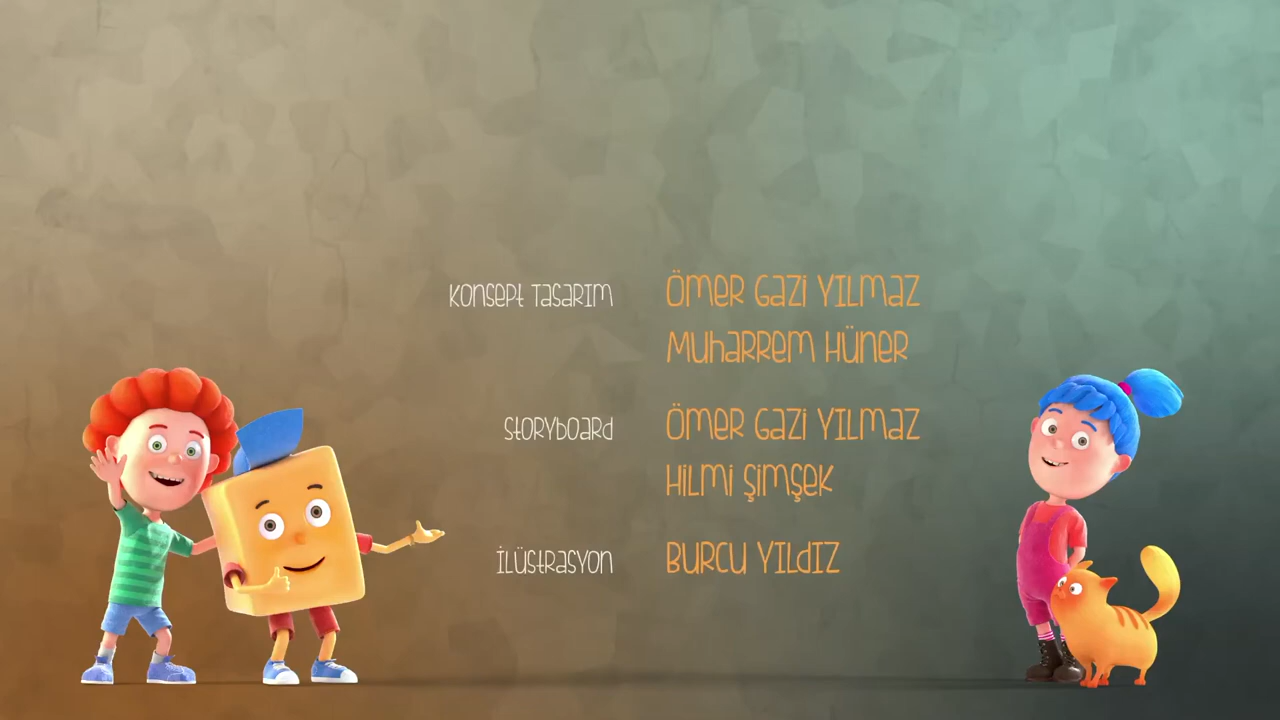 Konsept Tasarım
Ömer Gazi Yılmaz
Muharrem Hüner
Storyboard
Ömer Gazi Yılmaz
Hilmi Şimşek
İlüstrasyon
Burcu Yıldız